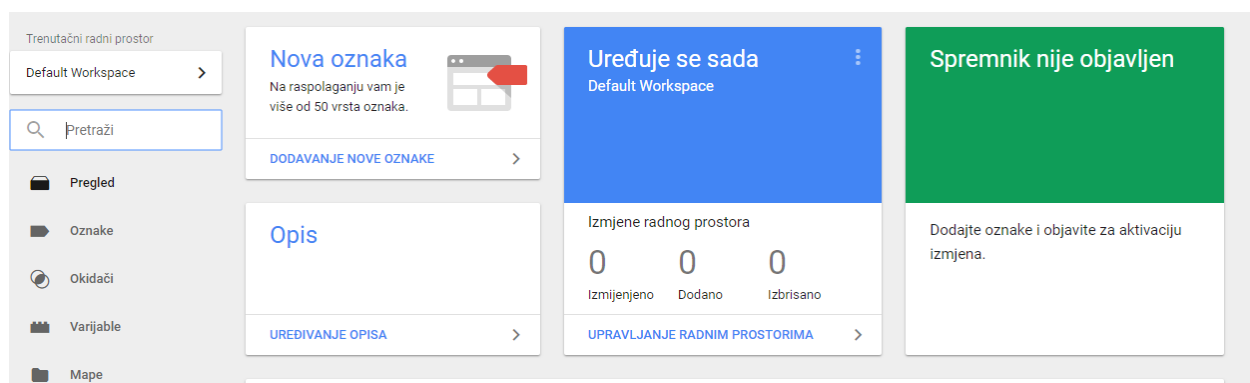 Trenutačni radni prostor
Default Workspace
Pretraži
Pregled
Oznake
Okidači
Varijable
Mape
Nova oznaka
Na raspolaganju vam je
više od 50 vrsta oznaka.
DODAVANJE NOVE OZNAKE
Opis
UREĐIVANJE OPISA
Uređuje se sada
Default Workspace
Izmjene radnog prostora
0 0 0
Izmijenjeno Dodano Izbrisano
UPRAVLJANJE RADNIM PROSTORIMA
Spremnik nije objavljen
Dodajte oznake i objavite za aktivaciju
izmjena.